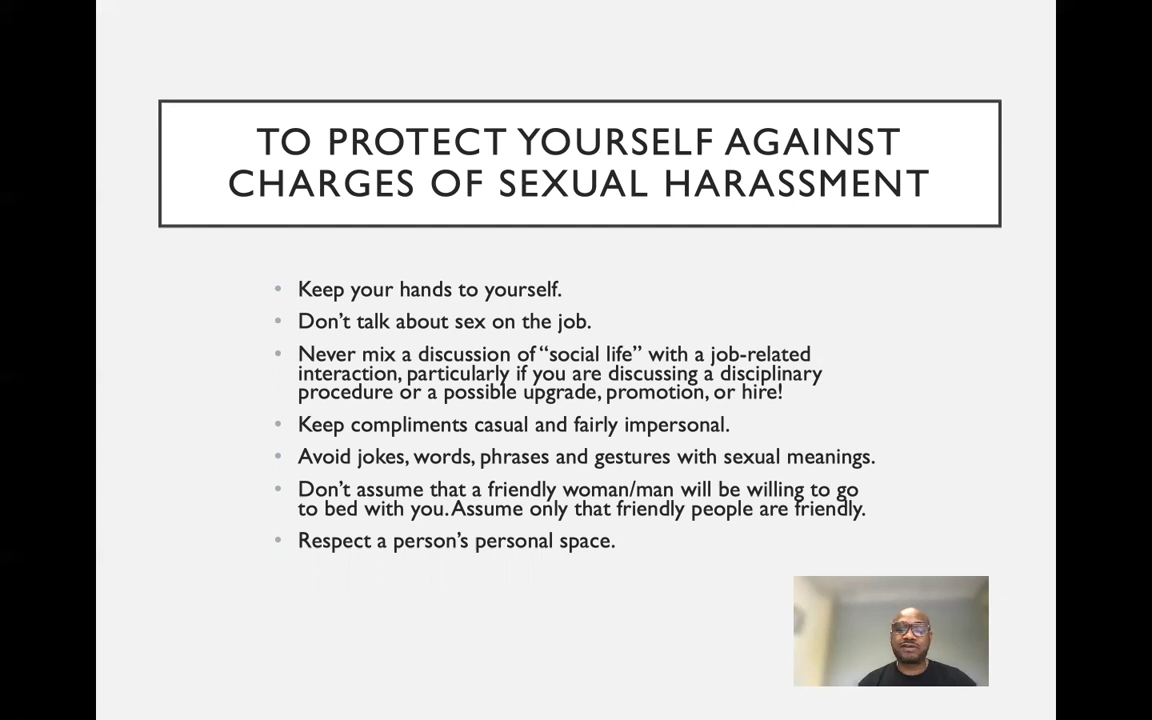 TO PROTECT YOURSELF AGAINST
CHARGES OF SEXUAL HARASSMENT
• Keep your hands to yourself.
• Don’t talk about sex on the job.
• Never mix a discussion of “social life” with a job-related
interaction, particularly if you are discussing a disciplinary
procedure or a possible upgrade, promotion, or hire!
• Keep compliments casual and fairly impersonal.
• Avoid jokes, words, phrases and gestures with sexual meanings.
• Don’t assume that a friendly woman/man will be willing to go
to bed with you. Assume only that friendly people are friendly.
• Respect a person’s personal space.